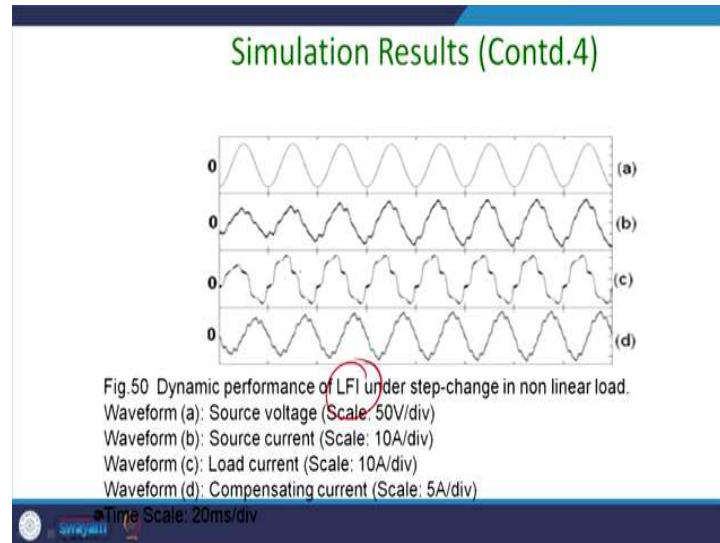 Simulation Results (Contd.4)
0
(a)
0
(b)
0
(c)
0
(d)
Fig.50 Dynamic performance of LFI under step-change in non linear load.
Waveform (a): Source voltage (Scale: 50V/div)
Waveform (b): Source current (Scale: 10A/div)
Waveform (c): Load current (Scale: 10A/div)
Waveform (d): Compensating current (Scale: 5A/div)
Time Scale: 20ms/div
swayam